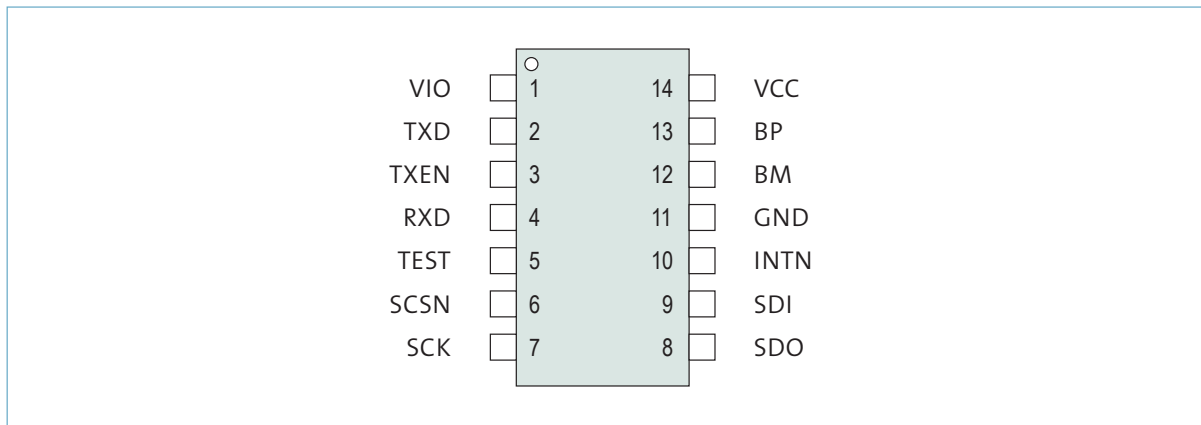 VIO 1 14 VCC
TXD 2 13 BP
TXEN 3 12 BM
RXD 4 11 GND
TEST 5 10 INTN
SCSN 6 9 SDI
SCK 7 8 SDO